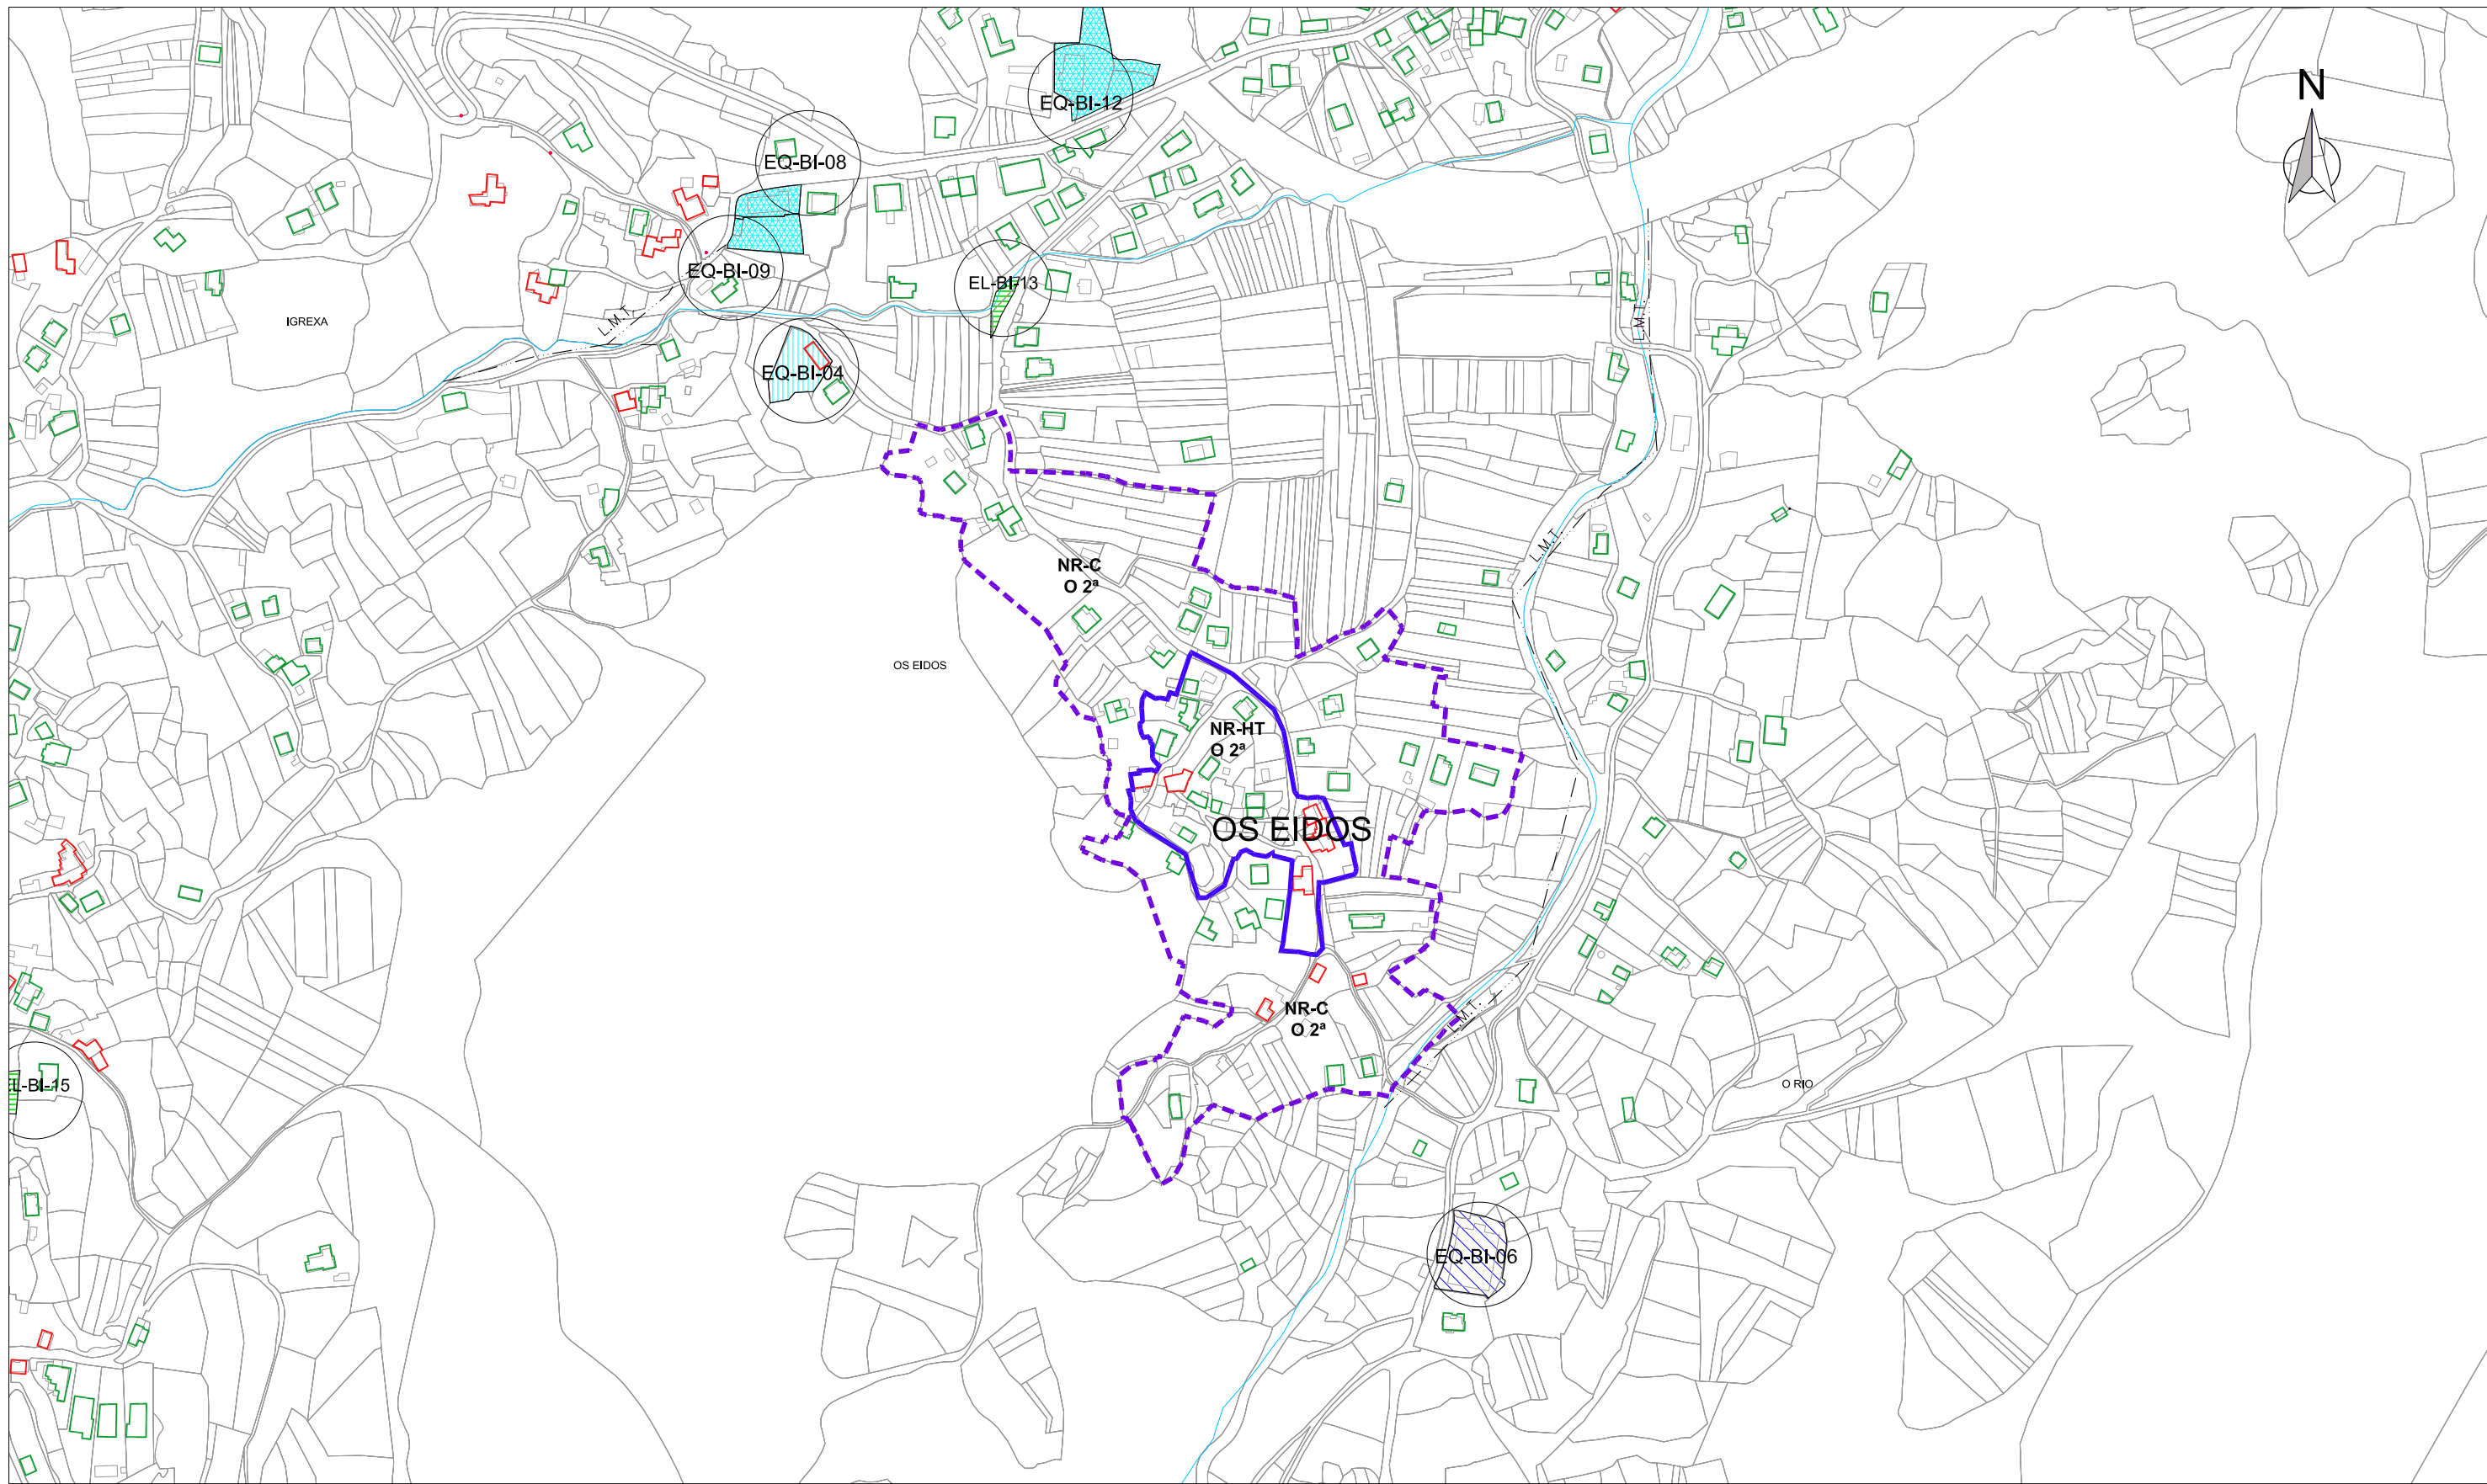 N
EQ-BI-12
EQ-BI-08
EQ-BI-09
EL-BI-13
L.M.T.
IGREXA
L.M.T.
EQ-BI-04
L.M.T.
NR-C
O 2ª
OS EIDOS
NR-HT
O 2ª
OS EIDOS
NR-C
O 2ª
L.M.T.
EL-BI-15
O RIO
EQ-BI-06